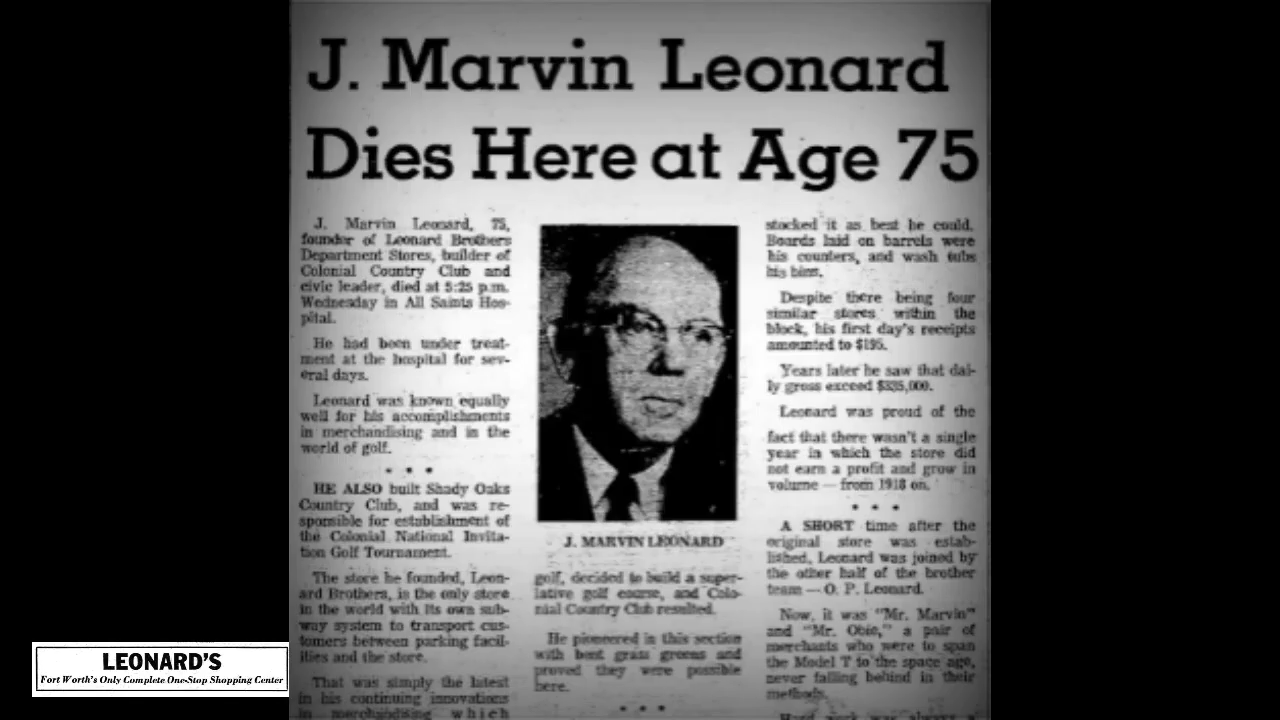 J. Marvin Leonard
Dies Here at Age 75
J. Marvin Leonard, 75,
founder of Leonard Brothers
Department Stores, builder of
Colonial Country Club and
civic leader, died at 5:25 p.m.
Wednesday in All Saints Hos-
pital.
He had been under treat-
ment at the hospital for sev-
eral days.
Leonard was known equally
well for his accomplishments
in merchandising and in the
world of golf.
* * *
HE ALSO built Shady Oaks
Country Club, and was re-
sponsible for establishment of
the Colonial National Invita-
tion Golf Tournament.
The store he founded, Leon-
ard Brothers, is the only store
in the world with its own sub-
way system to transport cus-
tomers between parking facil-
ities and the store.
That was simply the latest
in his continuing innovations
in merchandising which
J. MARVIN LEONARD
golf, decided to build a super-
lative golf course, and Colo-
nial Country Club resulted.
He pioneered in this section
with bent grass greens and
proved they were possible
here.
* * *
stocked it as best he could.
Boards laid on barrels were
his counters, and wash tubs
his bins.
Despite there being four
similar stores within the
block, his first day's receipts
amounted to $195.
Years later he saw that dai-
ly gross exceed $335,000.
Leonard was proud of the
fact that there wasn't a single
year in which the store did
not earn a profit and grow in
volume — from 1918 on.
* * *
A SHORT time after the
original store was estab-
lished, Leonard was joined by
the other half of the brother
team — O. P. Leonard.
Now, it was "Mr. Marvin"
and "Mr. Obie," a pair of
merchants who were to span
the Model T to the space age,
never falling behind in their
methods.
Hard work was always a
LEONARD'S
Fort Worth's Only Complete One-Stop Shopping Center